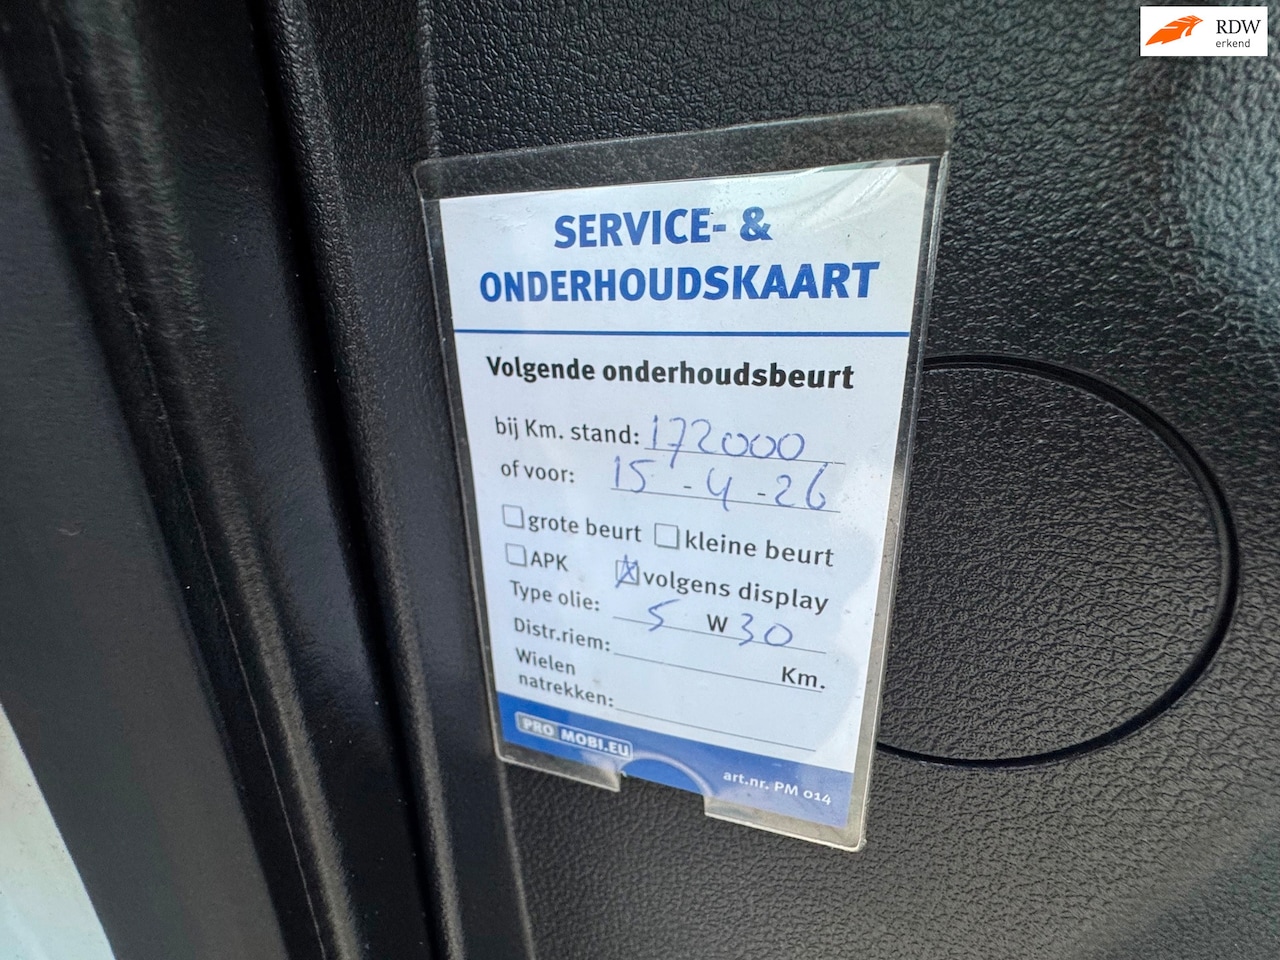 RDW
erkend
SERVICE- &
ONDERHOUDSKAART
Volgende onderhoudsbeurt
bij Km. stand: 172000
of voor: 15 - 4 - 26
grote beurt kleine beurt
APK volgens display
Type olie: 5 W 30
Distr.riem: Km.
Wielen
natrekken:
PRO MOBI.EU
art.nr. PM 014